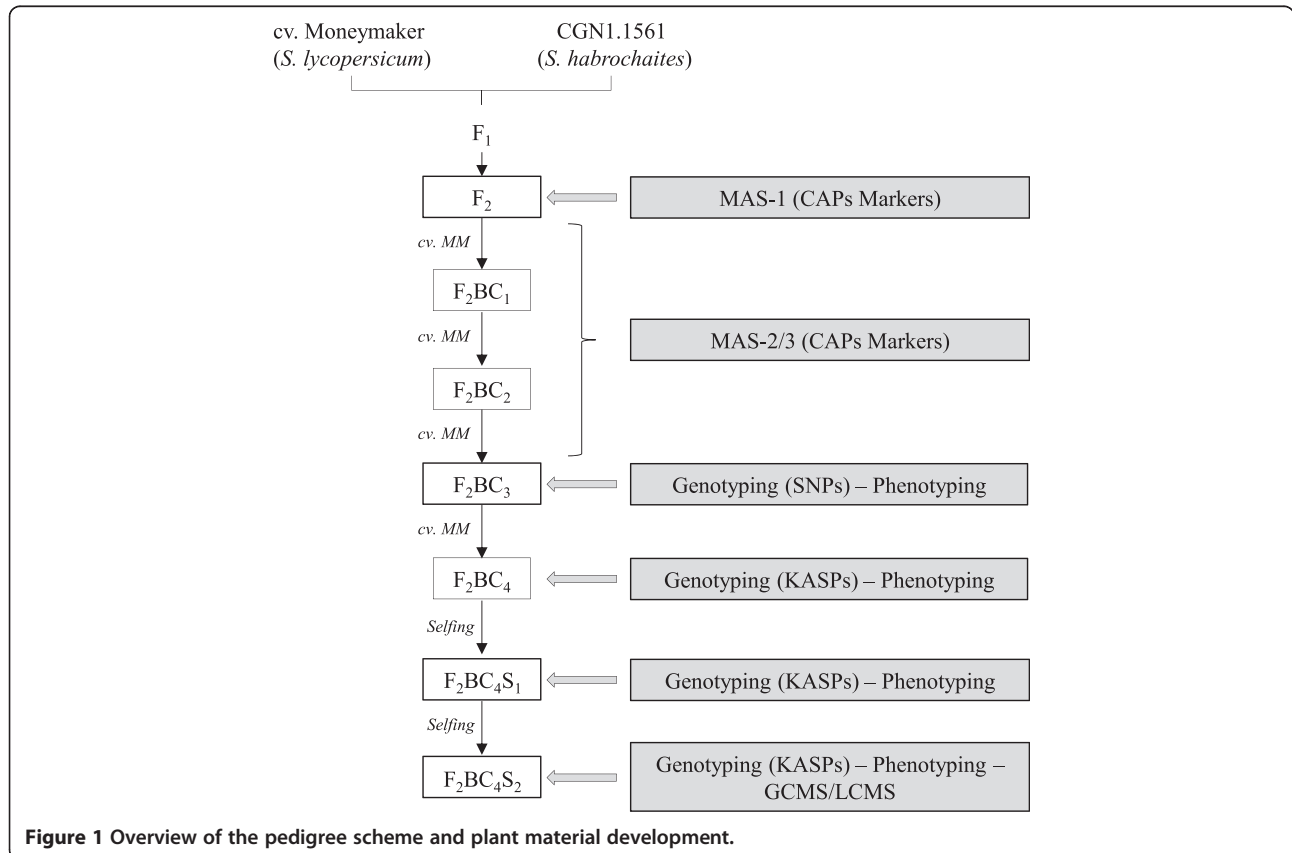 cv. Moneymaker
(S. lycopersicum)
CGN1.1561
(S. habrochaites)
F₁
F₂
MAS-1 (CAPs Markers)
cv. MM
F₂BC₁
cv. MM
MAS-2/3 (CAPs Markers)
F₂BC₂
cv. MM
F₂BC₃
Genotyping (SNPs) – Phenotyping
cv. MM
F₂BC₄
Genotyping (KASPs) – Phenotyping
Selfing
F₂BC₄S₁
Genotyping (KASPs) – Phenotyping
Selfing
F₂BC₄S₂
Genotyping (KASPs) – Phenotyping –
GCMS/LCMS
Figure 1 Overview of the pedigree scheme and plant material development.